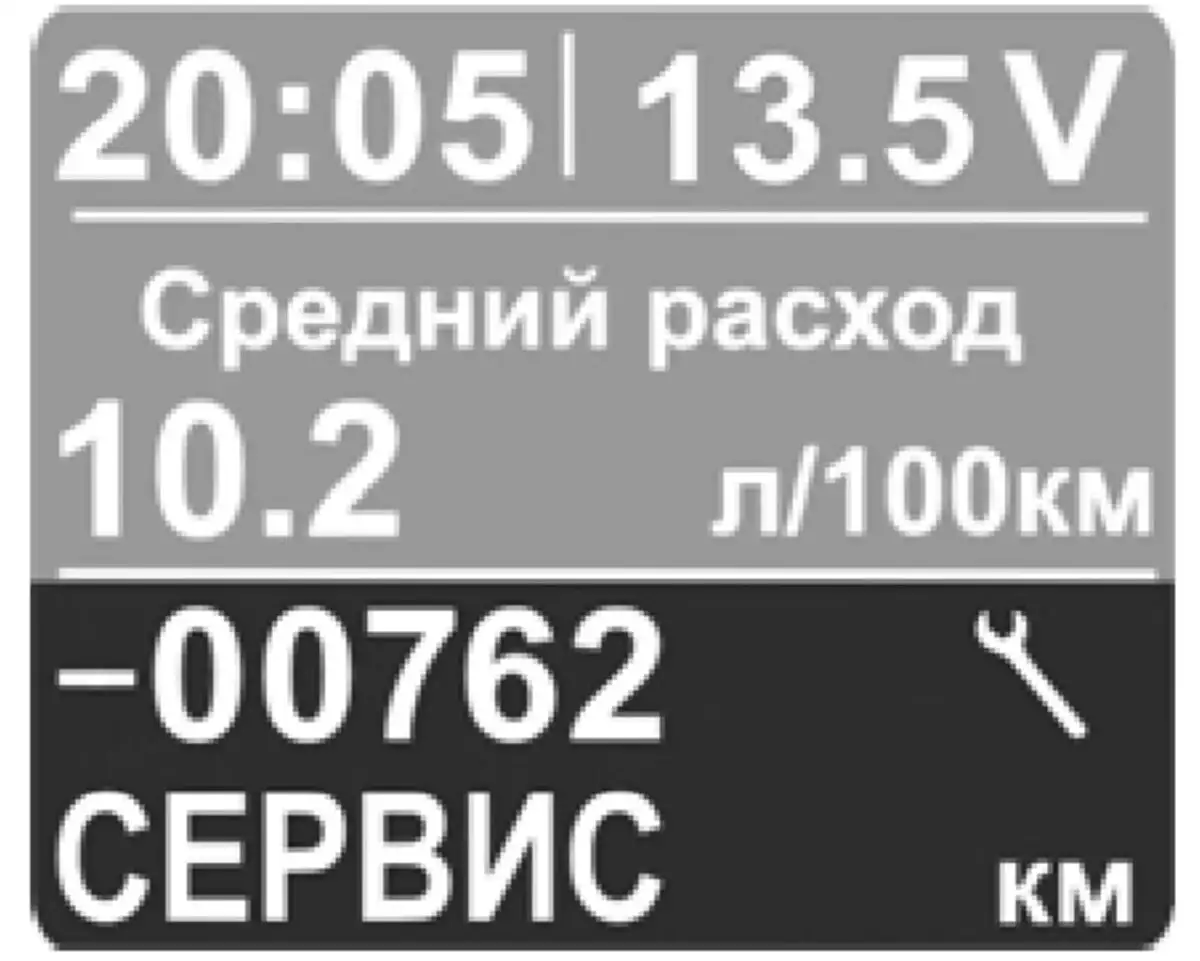 20:05 | 13.5 V
Средний расход
10.2 л/100км
-00762
СЕРВИС км